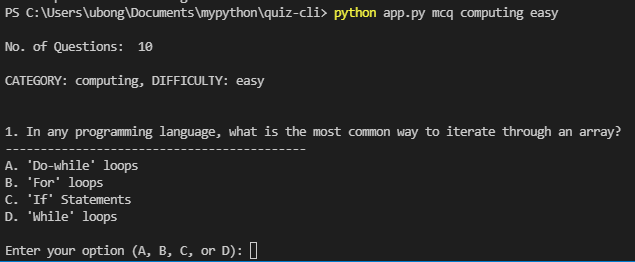 PS C:\Users\ubong\Documents\mypython\quiz-cli> python app.py mcq computing easy
No. of Questions:  10
CATEGORY: computing, DIFFICULTY: easy
1. In any programming language, what is the most common way to iterate through an array?
-------------------------------------------
A. 'Do-while' loops
B. 'For' loops
C. 'If' Statements
D. 'While' loops
Enter your option (A, B, C, or D):